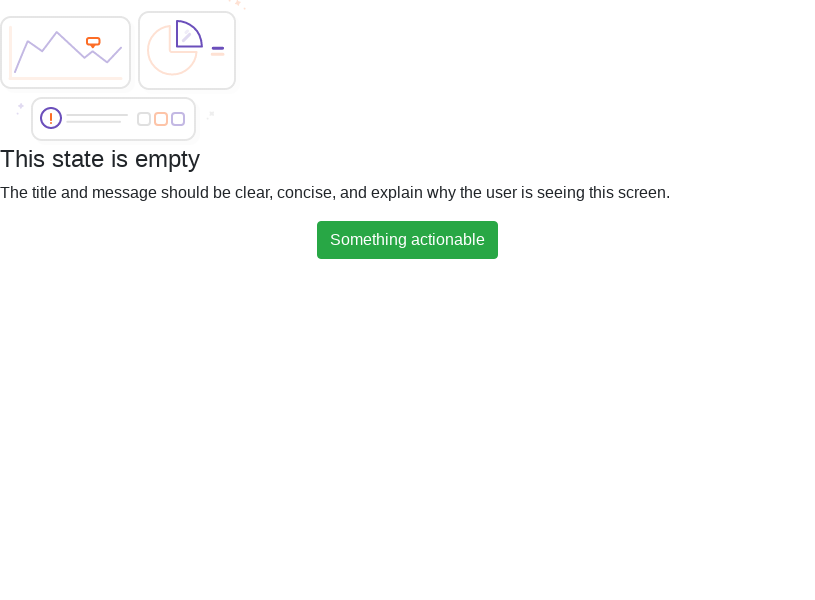 This state is empty
The title and message should be clear, concise, and explain why the user is seeing this screen.
Something actionable